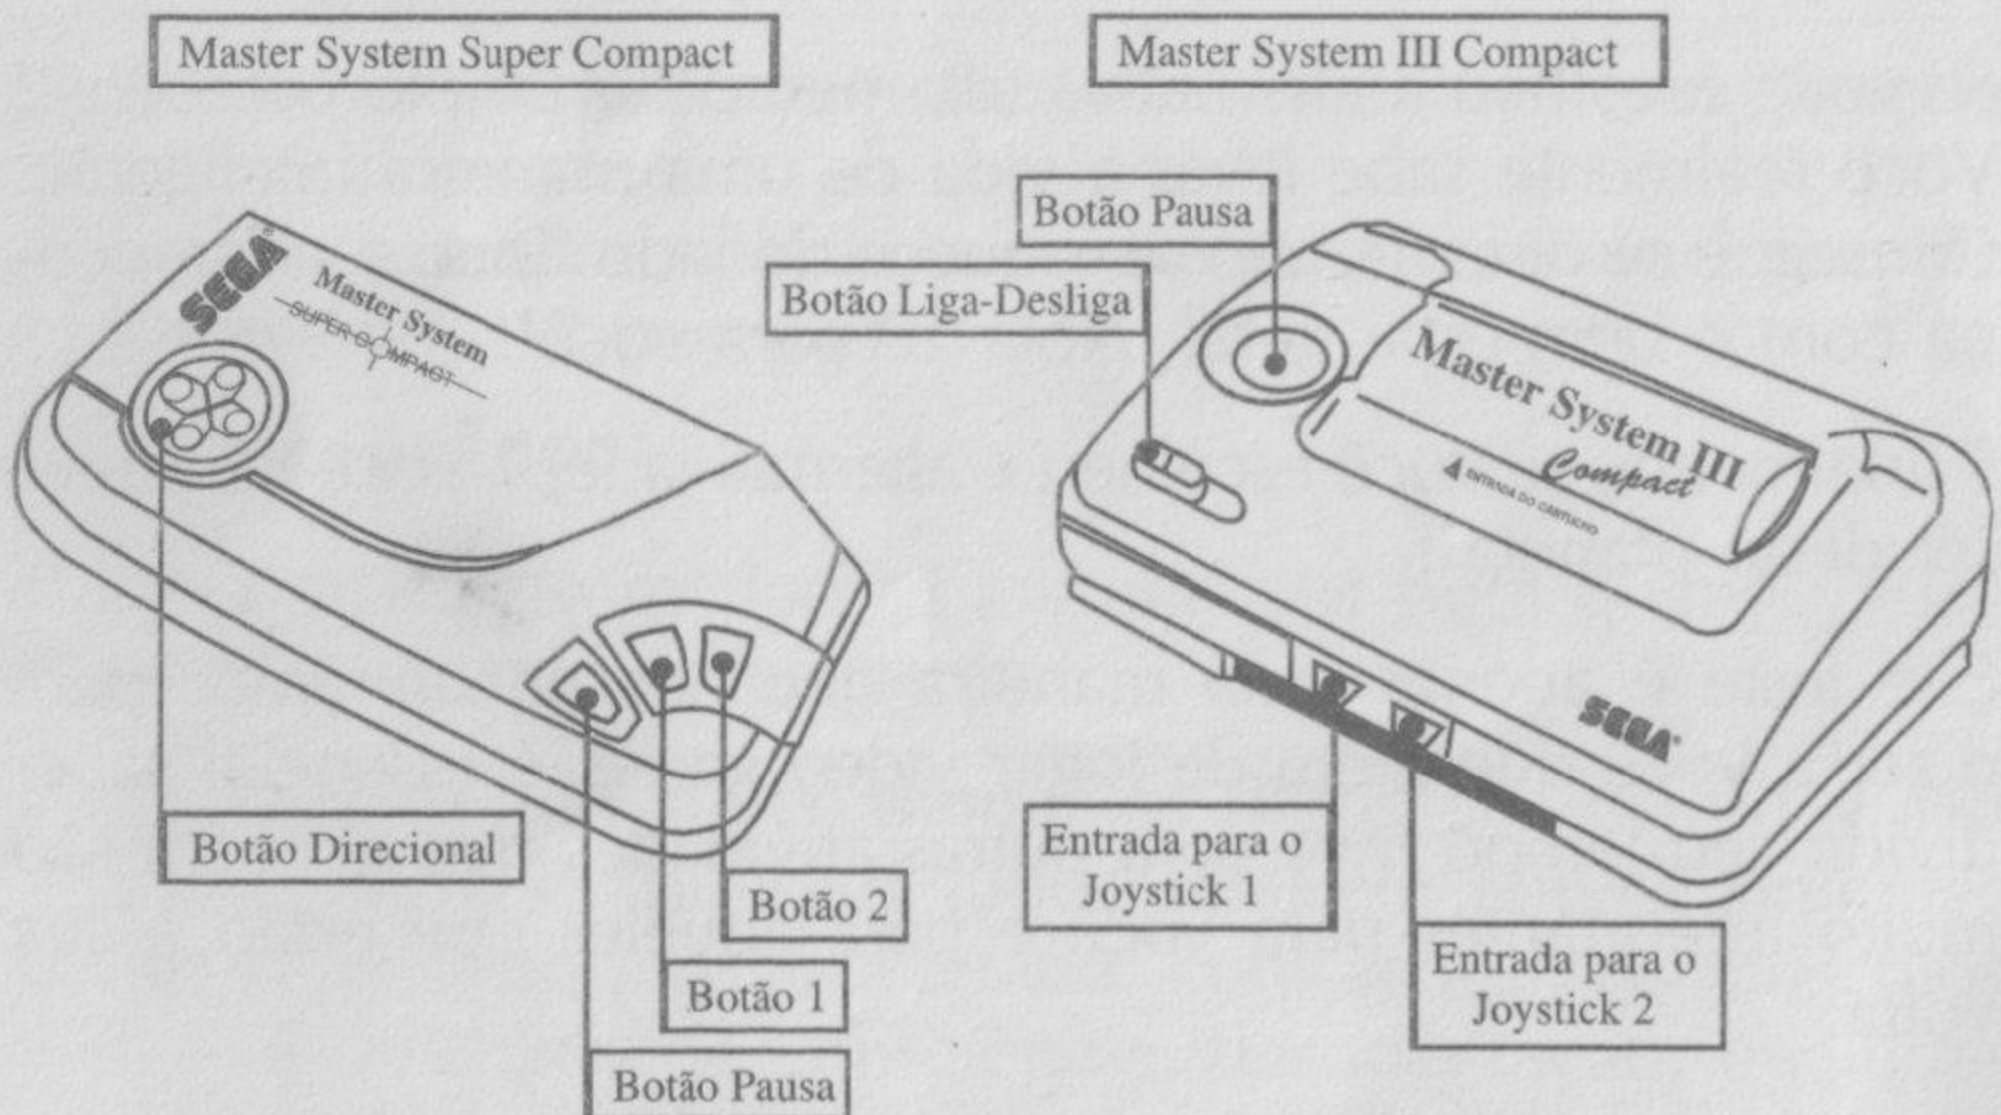 Master System Super Compact
Master System III Compact
SEGA®
Master System
SUPER COMPACT
Botão Direcional
Botão 2
Botão 1
Botão Pausa
Botão Pausa
Botão Liga-Desliga
Master System III
Compact
ENTRADA DO CARTUCHO
SEGA®
Entrada para o
Joystick 1
Entrada para o
Joystick 2